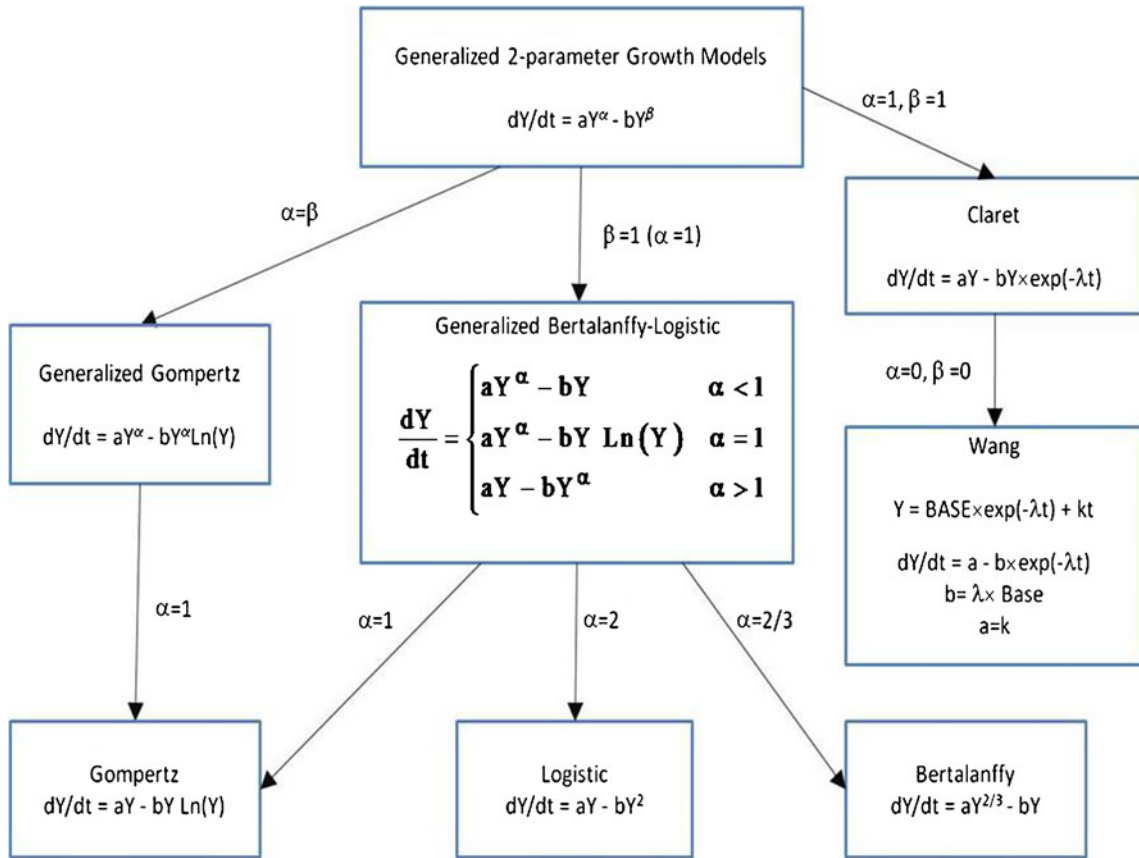 Generalized 2-parameter Growth Models
dY/dt = aY^α - bY^β
α=1, β =1
α=β
β =1 (α =1)
Claret
dY/dt = aY - bY×exp(-λt)
Generalized Gompertz
dY/dt = aY^α - bY^αLn(Y)
Generalized Bertalanffy-Logistic
dY/dt = { aY^α – bY α < 1
aY^α – bY Ln(Y) α = 1
aY – bY^α α > 1
α=0, β =0
Wang
Y = BASE×exp(-λt) + kt
dY/dt = a - b×exp(-λt)
b= λ× Base
a=k
α=1
α=1
α=2
α=2/3
Gompertz
dY/dt = aY - bY Ln(Y)
Logistic
dY/dt = aY - bY^2
Bertalanffy
dY/dt = aY^2/3 - bY